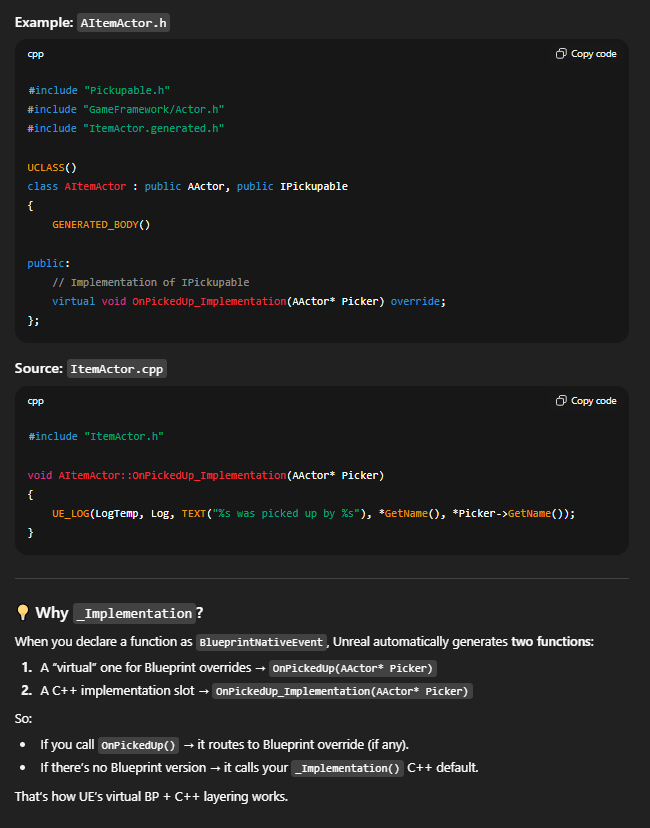 Example: AItemActor.h
cpp
Copy code
#include "Pickupable.h"
#include "GameFramework/Actor.h"
#include "ItemActor.generated.h"
UCLASS()
class AItemActor : public AActor, public IPickupable
{
    GENERATED_BODY()
public:
    // Implementation of IPickupable
    virtual void OnPickedUp_Implementation(AActor* Picker) override;
};
Source: ItemActor.cpp
cpp
Copy code
#include "ItemActor.h"
void AItemActor::OnPickedUp_Implementation(AActor* Picker)
{
    UE_LOG(LogTemp, Log, TEXT("%s was picked up by %s"), *GetName(), *Picker->GetName());
}
💡 Why _Implementation?
When you declare a function as BlueprintNativeEvent, Unreal automatically generates two functions:
1. A “virtual” one for Blueprint overrides → OnPickedUp(AActor* Picker)
2. A C++ implementation slot → OnPickedUp_Implementation(AActor* Picker)
So:
• If you call OnPickedUp() → it routes to Blueprint override (if any).
• If there’s no Blueprint version → it calls your _Implementation() C++ default.
That’s how UE’s virtual BP + C++ layering works.